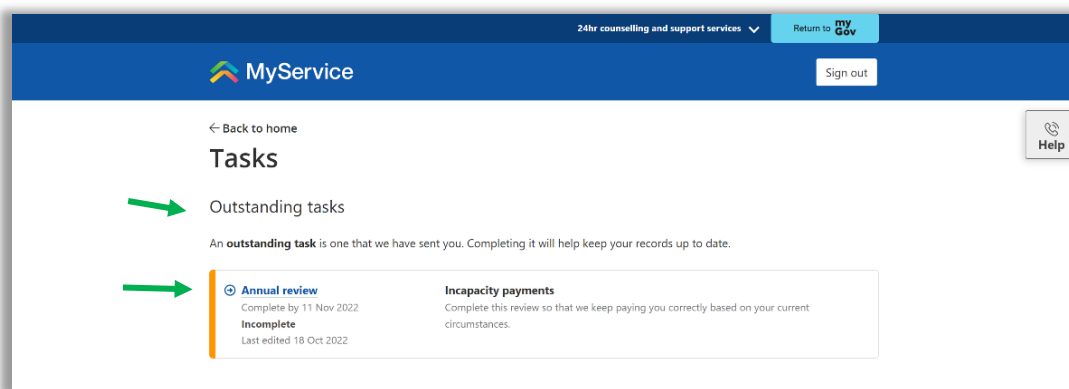 24hr counselling and support services
Return to my Gov
MyService
Sign out
Back to home
Help
Tasks
Outstanding tasks
An outstanding task is one that we have sent you. Completing it will help keep your records up to date.
Annual review
Complete by 11 Nov 2022
Incomplete
Last edited 18 Oct 2022
Incapacity payments
Complete this review so that we keep paying you correctly based on your current
circumstances.